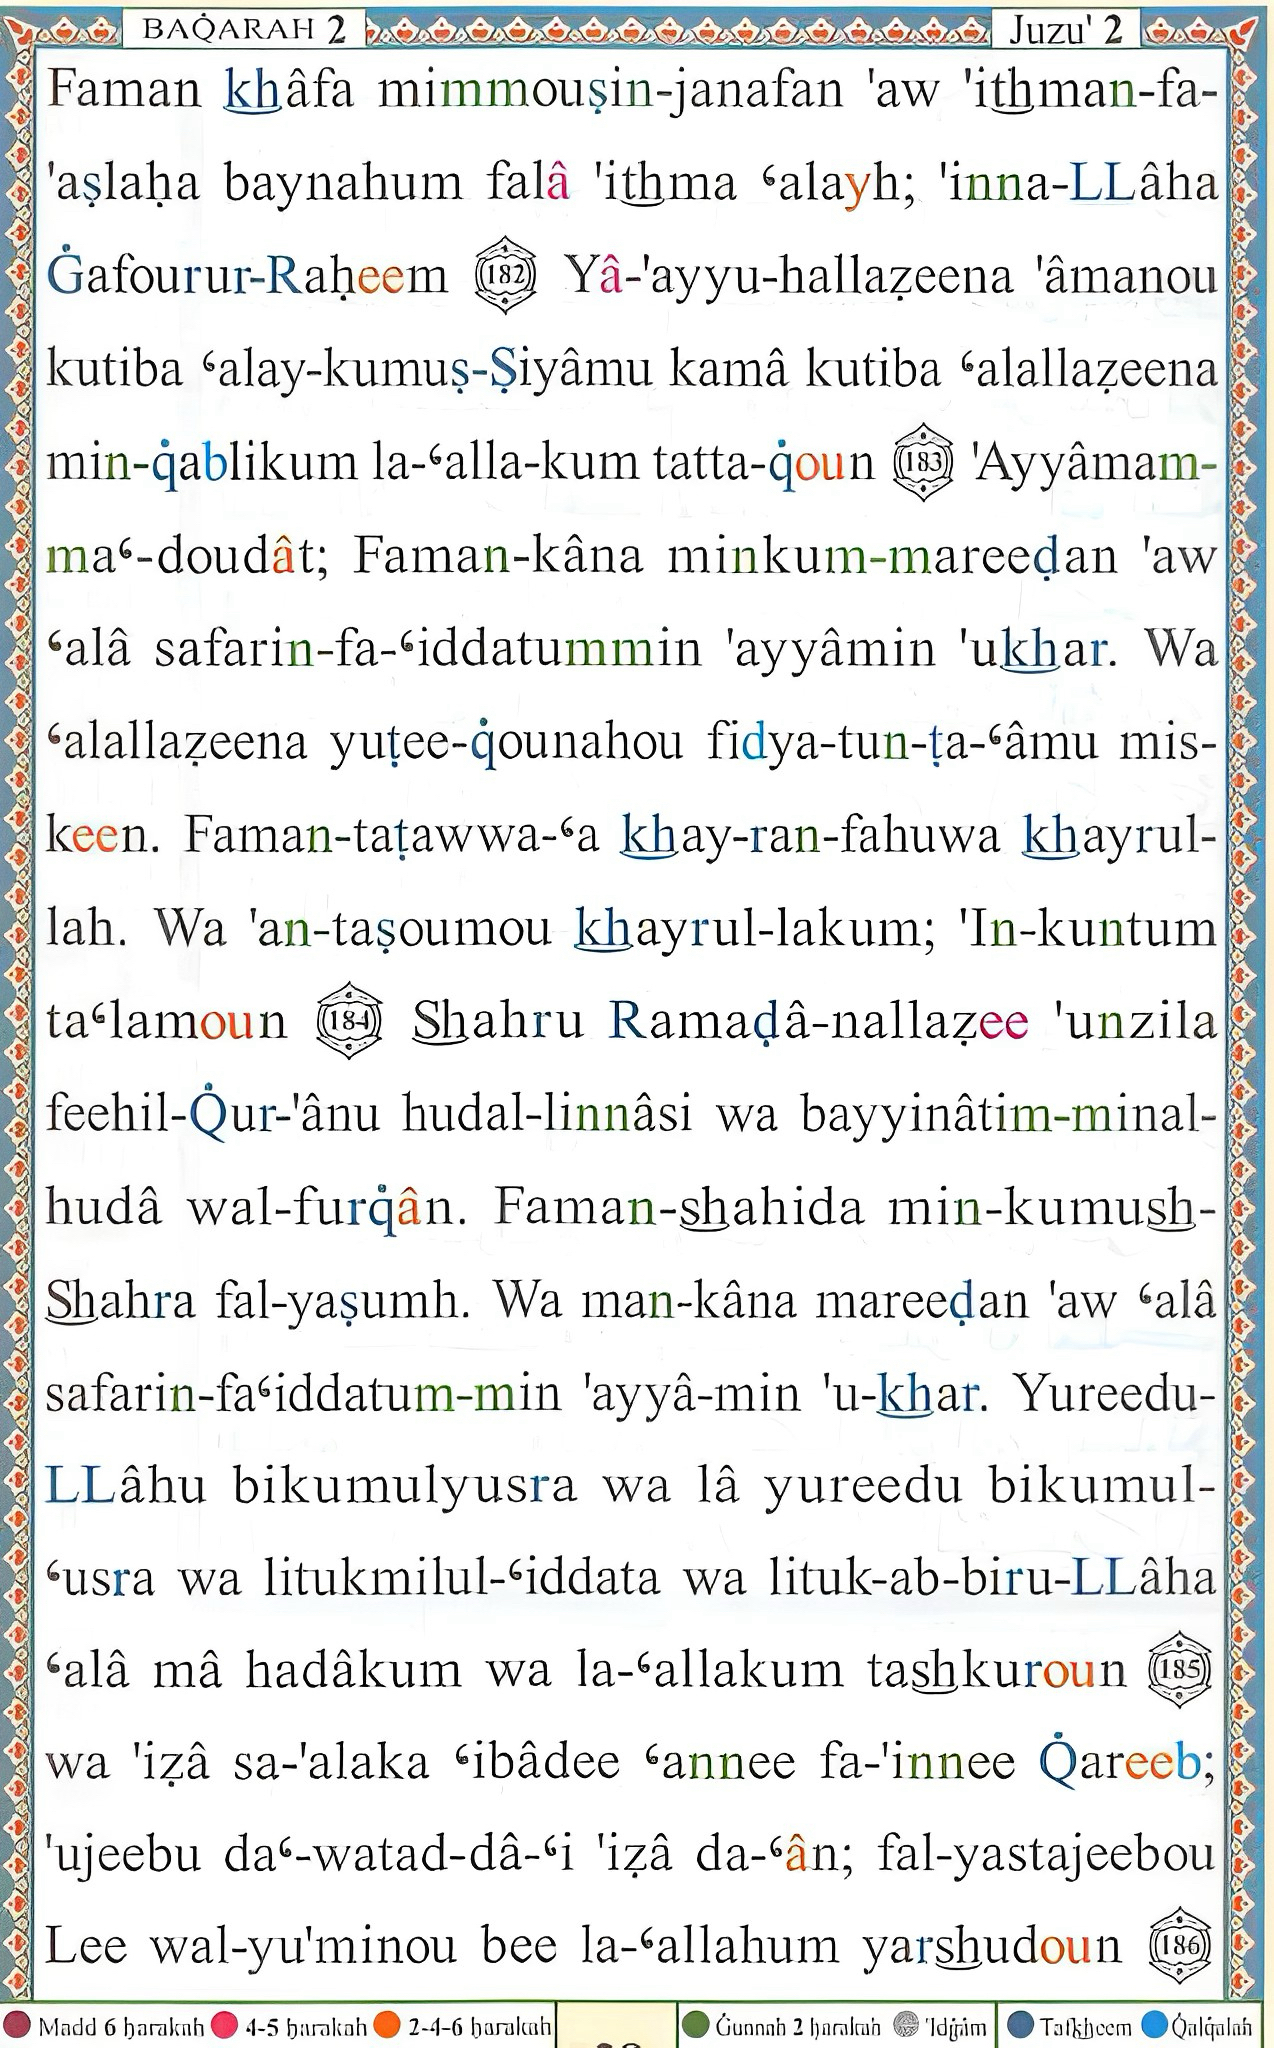 BAQ̇ARAH 2
Juzu' 2
Faman khâfa mimmouṣin-janafan 'aw 'ithman-fa-
'aṣlaḥa baynahum falâ 'ithma ʿalayh; 'inna-LLâha
Ġafourur-Raḥeem 182 Yâ-'ayyu-hallaẓeena 'âmanou
kutiba ʿalay-kumuṣ-Ṣiyâmu kamâ kutiba ʿalallaẓeena
min-q̇ablikum la-ʿalla-kum tatta-q̇oun 183 'Ayyâmam-
maʿ-doudât; Faman-kâna minkum-mareeḍan 'aw
ʿalâ safarin-fa-ʿiddatummin 'ayyâmin 'ukhar. Wa
ʿalallaẓeena yuṭee-q̇ounahou fidya-tun-ṭa-ʿâmu mis-
keen. Faman-taṭawwa-ʿa khay-ran-fahuwa khayrul-
lah. Wa 'an-taṣoumou khayrul-lakum; 'In-kuntum
taʿlamoun 184 Shahru Ramaḍâ-nallaẓee 'unzila
feehil-Q̇ur-'ânu hudal-linnâsi wa bayyinâtim-minal-
hudâ wal-furq̇ân. Faman-shahida min-kumush-
Shahra fal-yaṣumh. Wa man-kâna mareeḍan 'aw ʿalâ
safarin-faʿiddatum-min 'ayyâ-min 'u-khar. Yureedu-
LLâhu bikumulyusra wa lâ yureedu bikumul-
ʿusra wa litukmilul-ʿiddata wa lituk-ab-biru-LLâha
ʿalâ mâ hadâkum wa la-ʿallakum tashkuroun 185
wa 'iẓâ sa-'alaka ʿibâdee ʿannee fa-'innee Q̇areeb;
'ujeebu daʿ-watad-dâ-ʿi 'iẓâ da-ʿân; fal-yastajeebou
Lee wal-yu'minou bee la-ʿallahum yarshudoun 186
Madd 6 ḥarakah 4-5 ḥarakah 2-4-6 ḥarakah
Ġunnah 2 ḥarakah 'Idġâm
Tafkheem Q̇alq̇alah